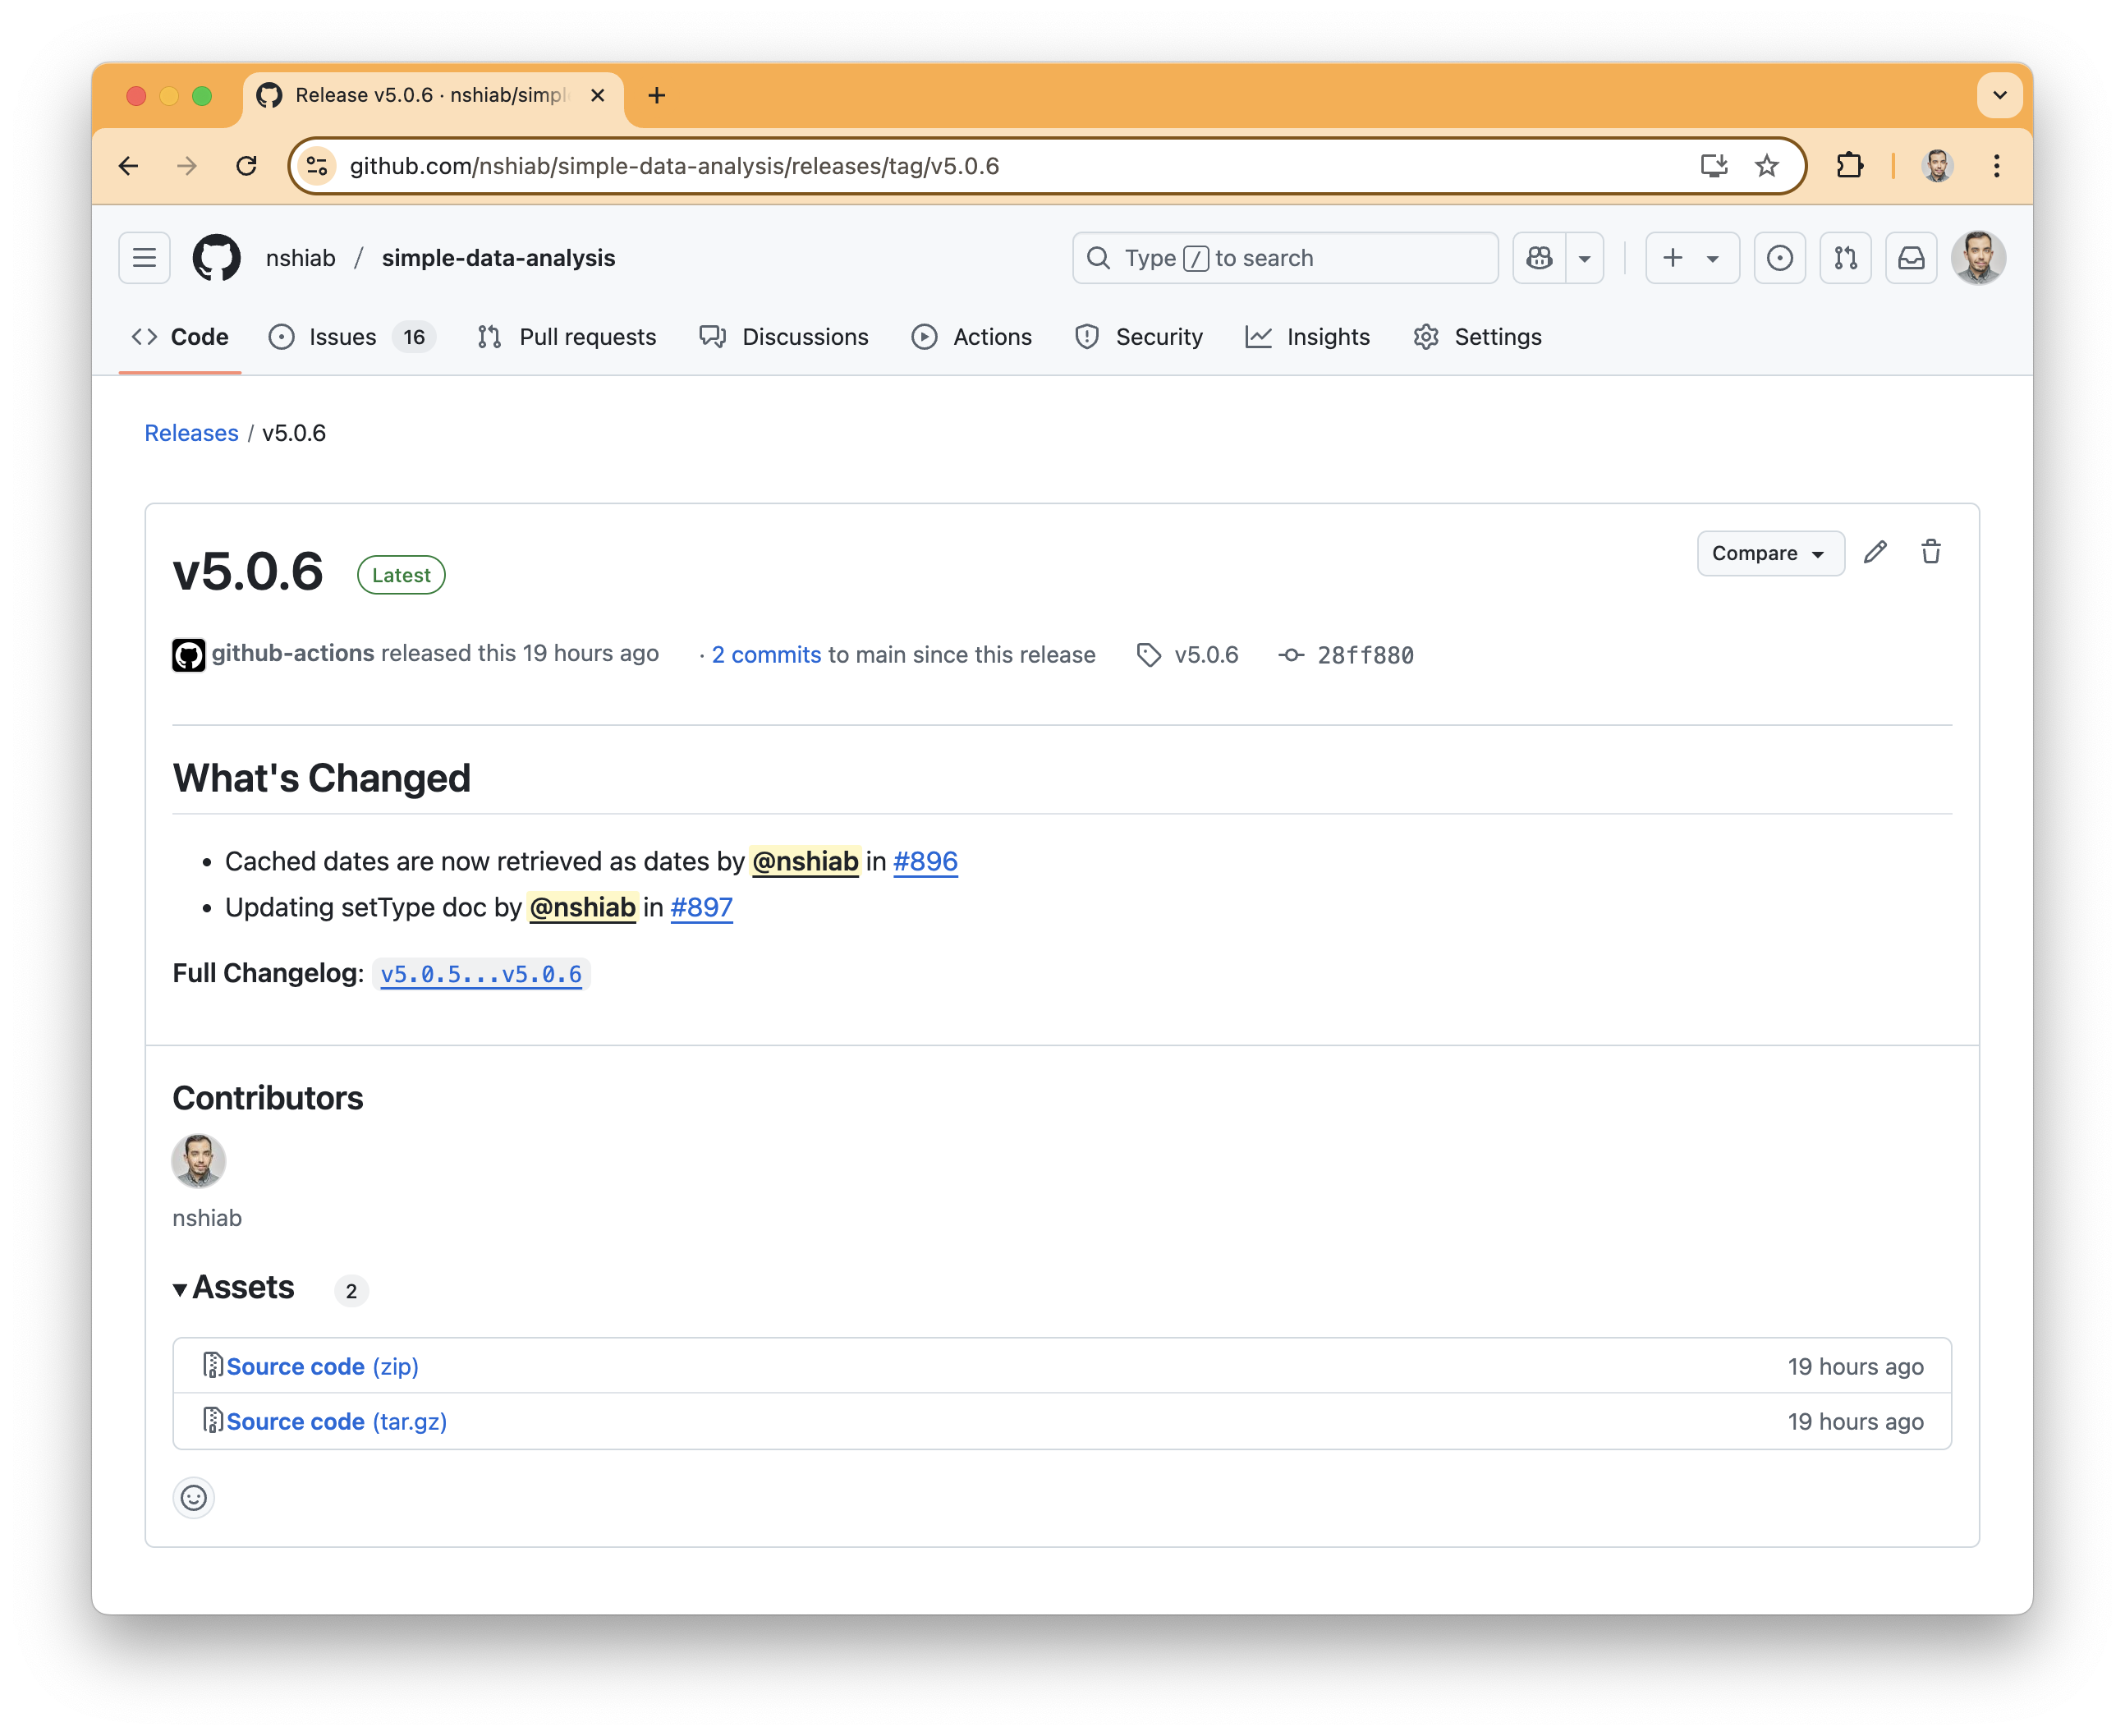 Release v5.0.6 · nshiab/simpl
github.com/nshiab/simple-data-analysis/releases/tag/v5.0.6
nshiab / simple-data-analysis
Type / to search
Code
Issues 16
Pull requests
Discussions
Actions
Security
Insights
Settings
Releases / v5.0.6
v5.0.6 Latest
Compare
github-actions released this 19 hours ago · 2 commits to main since this release v5.0.6 28ff880
What's Changed
• Cached dates are now retrieved as dates by @nshiab in #896
• Updating setType doc by @nshiab in #897
Full Changelog: v5.0.5...v5.0.6
Contributors
nshiab
Assets 2
Source code (zip) 19 hours ago
Source code (tar.gz) 19 hours ago